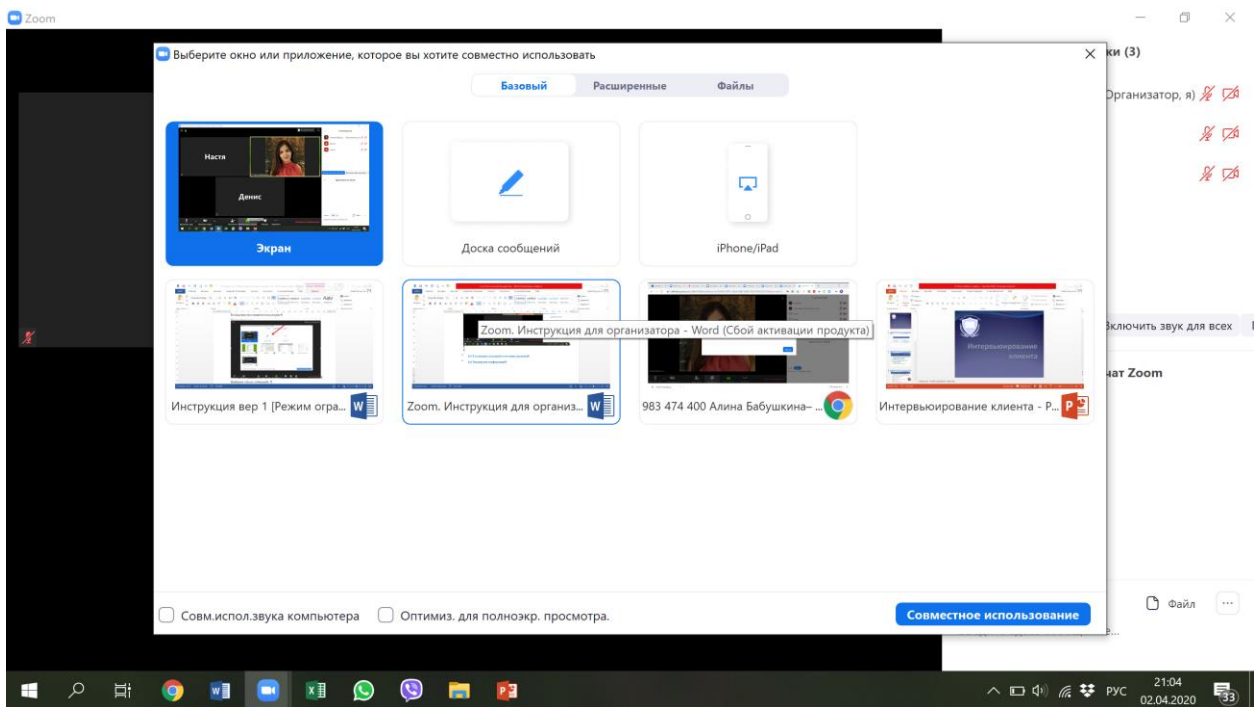 Zoom
Выберите окно или приложение, которое вы хотите совместно использовать
Базовый
Расширенные
Файлы
ки (3)
Организатор, я)
Настя
Денис
Экран
Доска сообщений
iPhone/iPad
Zoom. Инструкция для организатора - Word (Сбой активации продукта)
Интервьюирование
клиента
Инструкция вер 1 [Режим огра...
Zoom. Инструкция для организ...
983 474 400 Алина Бабушкина– ...
Интервьюирование клиента - P...
Включить звук для всех
чат Zoom
Совм.испол.звука компьютера
Оптимиз. для полноэкр. просмотра.
Совместное использование
Файл
РУС
21:04
02.04.2020
33